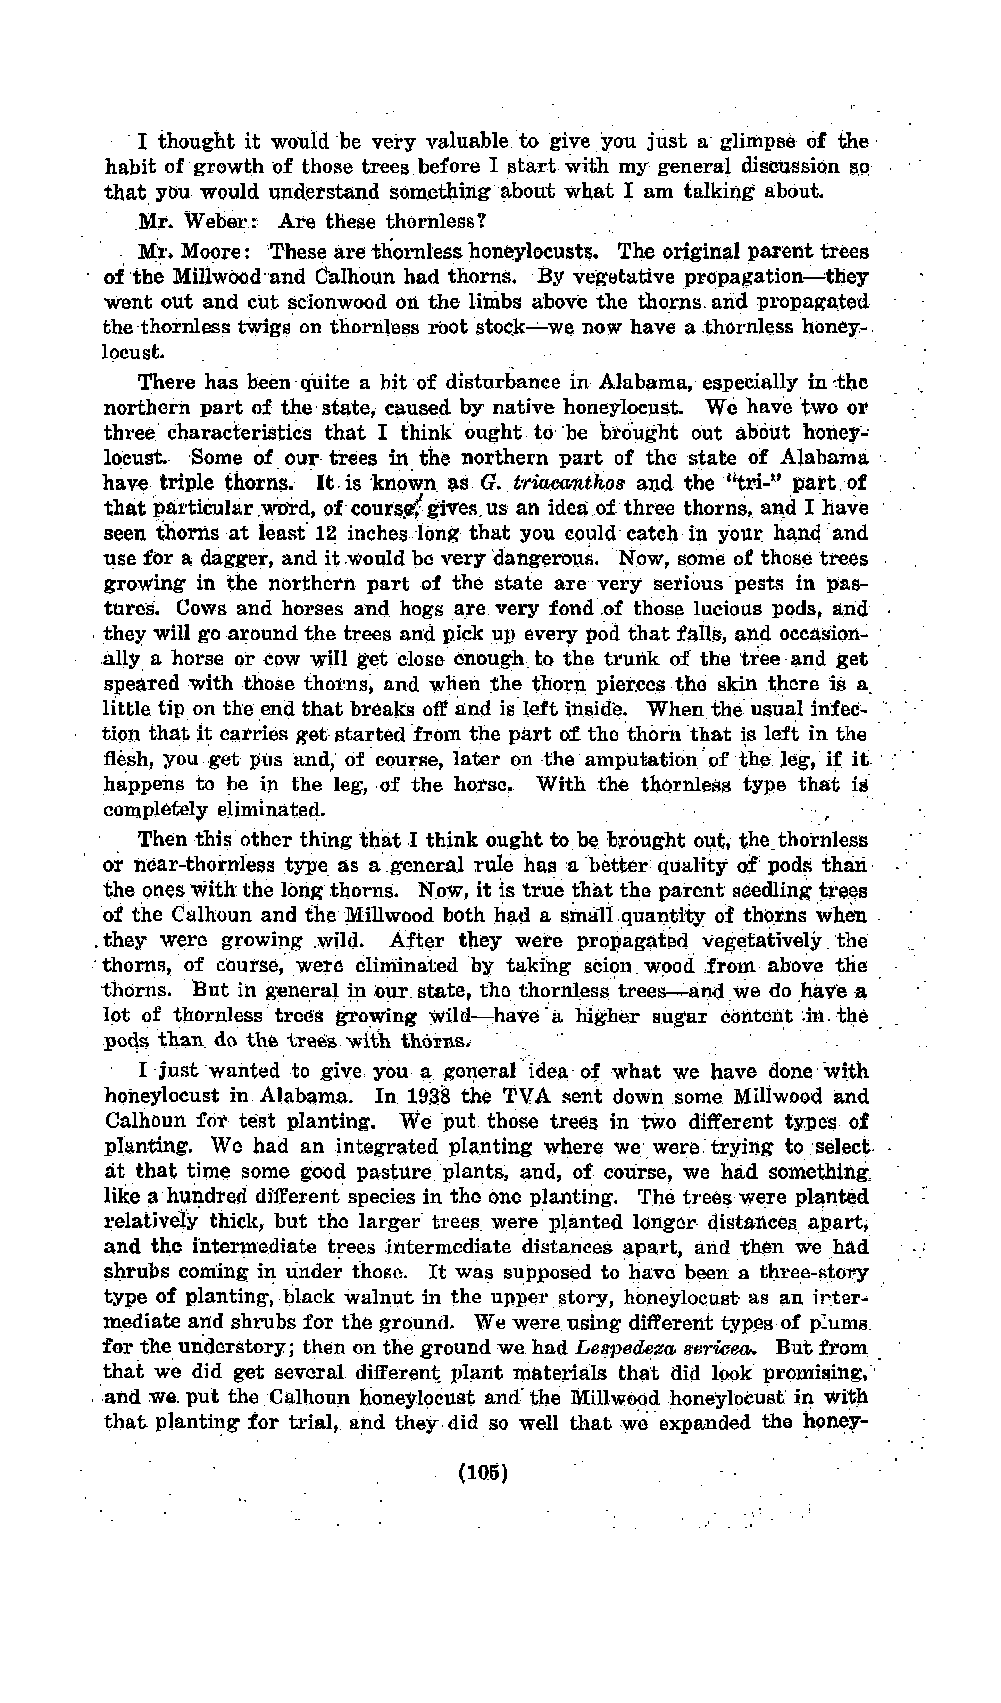 I thought it would be very valuable to give you just a glimpse of the
habit of growth of those trees before I start with my general discussion so
that you would understand something about what I am talking about.
Mr. Weber: Are these thornless?
Mr. Moore: These are thornless honeylocusts. The original parent trees
of the Millwood and Calhoun had thorns. By vegetative propagation—they
went out and cut scionwood on the limbs above the thorns and propagated
the thornless twigs on thornless root stock—we now have a thornless honey-
locust.
There has been quite a bit of disturbance in Alabama, especially in the
northern part of the state, caused by native honeylocust. We have two or
three characteristics that I think ought to be brought out about honey-
locust. Some of our trees in the northern part of the state of Alabama
have triple thorns. It is known as G. triacanthos and the "tri-" part of
that particular word, of course, gives us an idea of three thorns, and I have
seen thorns at least 12 inches long that you could catch in your hand and
use for a dagger, and it would be very dangerous. Now, some of those trees
growing in the northern part of the state are very serious pests in pas-
tures. Cows and horses and hogs are very fond of those lucious pods, and
they will go around the trees and pick up every pod that falls, and occasion-
ally a horse or cow will get close enough to the trunk of the tree and get
speared with those thorns, and when the thorn pierces the skin there is a
little tip on the end that breaks off and is left inside. When the usual infec-
tion that it carries get started from the part of the thorn that is left in the
flesh, you get pus and, of course, later on the amputation of the leg, if it
happens to be in the leg, of the horse. With the thornless type that is
completely eliminated.
Then this other thing that I think ought to be brought out, the thornless
or near-thornless type as a general rule has a better quality of pods than
the ones with the long thorns. Now, it is true that the parent seedling trees
of the Calhoun and the Millwood both had a small quantity of thorns when
they were growing wild. After they were propagated vegetatively the
thorns, of course, were eliminated by taking scion wood from above the
thorns. But in general in our state, the thornless trees—and we do have a
lot of thornless trees growing wild—have a higher sugar content in the
pods than do the trees with thorns.
I just wanted to give you a general idea of what we have done with
honeylocust in Alabama. In 1938 the TVA sent down some Millwood and
Calhoun for test planting. We put those trees in two different types of
planting. We had an integrated planting where we were trying to select
at that time some good pasture plants, and, of course, we had something
like a hundred different species in the one planting. The trees were planted
relatively thick, but the larger trees were planted longer distances apart,
and the intermediate trees intermediate distances apart, and then we had
shrubs coming in under those. It was supposed to have been a three-story
type of planting, black walnut in the upper story, honeylocust as an inter-
mediate and shrubs for the ground. We were using different types of plums
for the understory; then on the ground we had Lespedeza sericea. But from
that we did get several different plant materials that did look promising,
and we put the Calhoun honeylocust and the Millwood honeylocust in with
that planting for trial, and they did so well that we expanded the honey-
(105)